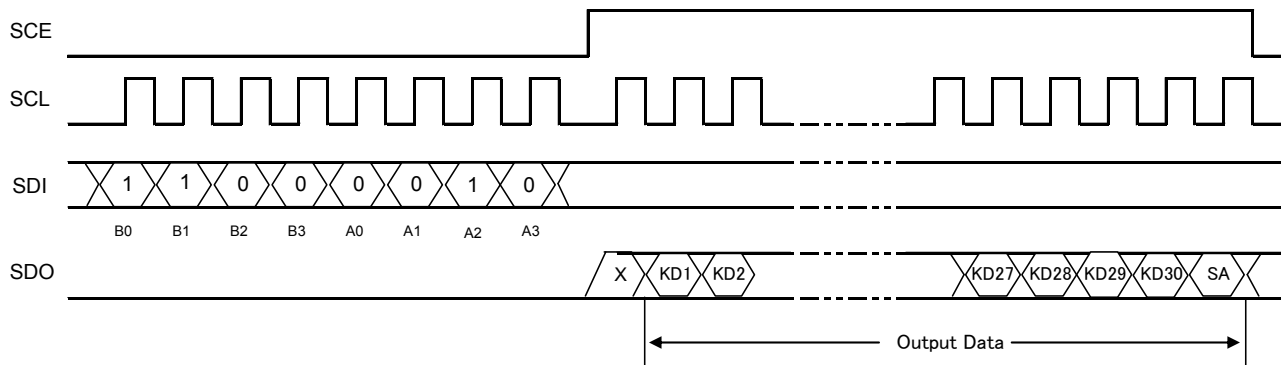 SCE
SCL
SDI 1 1 0 0 0 0 1 0
B0 B1 B2 B3 A0 A1 A2 A3
SDO X KD1 KD2 KD27 KD28 KD29 KD30 SA
Output Data